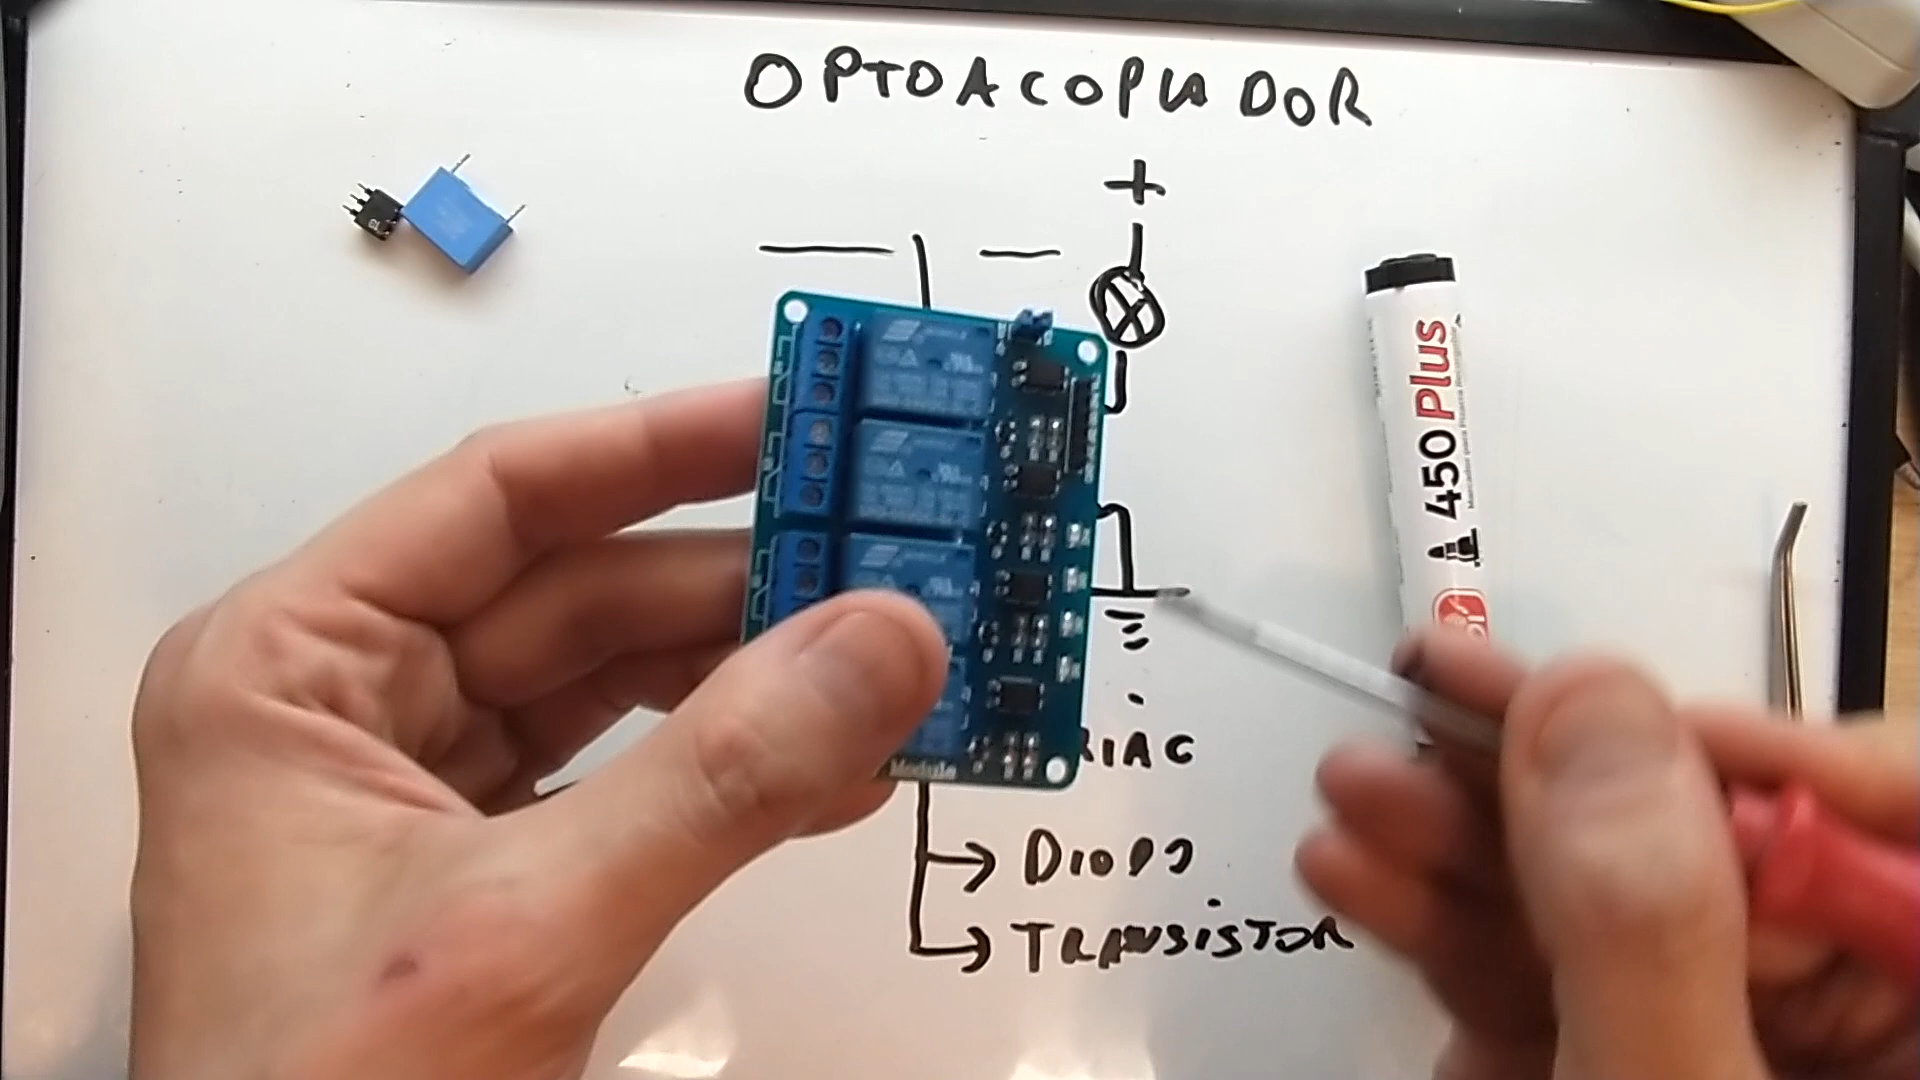 OPTOACOPLADOR
+
450 Plus
RIAC
Module
DIODO
TRANSISTOR